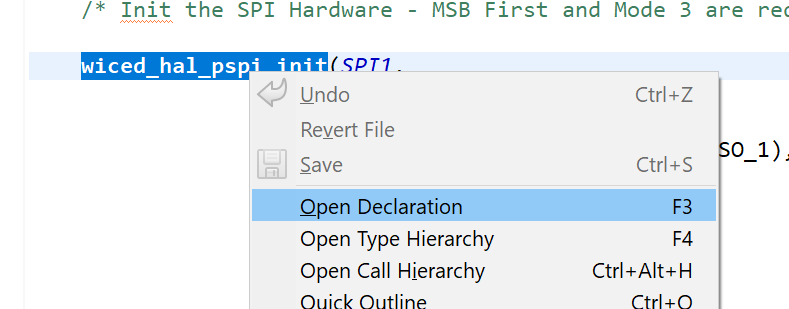 /* Init the SPI Hardware - MSB First and Mode 3 are req
wiced_hal_pspi_init(SPI1,
Undo Ctrl+Z
Revert File
SO_1),
Save Ctrl+S
Open Declaration F3
Open Type Hierarchy F4
Open Call Hierarchy Ctrl+Alt+H
Quick Outline Ctrl+O